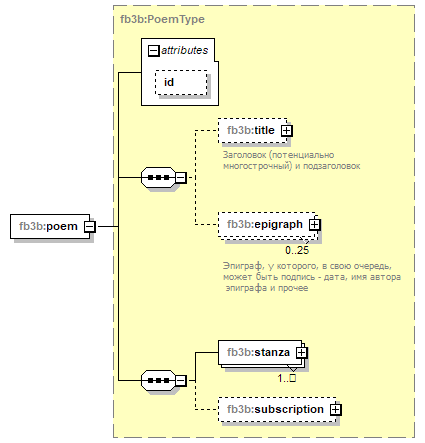 fb3b:PoemType
attributes
id
fb3b:title
Заголовок (потенциально
многострочный) и подзаголовок
fb3b:poem
fb3b:epigraph
0..25
Эпиграф, у которого, в свою очередь,
может быть подпись - дата, имя автора
эпиграфа и прочее
fb3b:stanza
1..□
fb3b:subscription